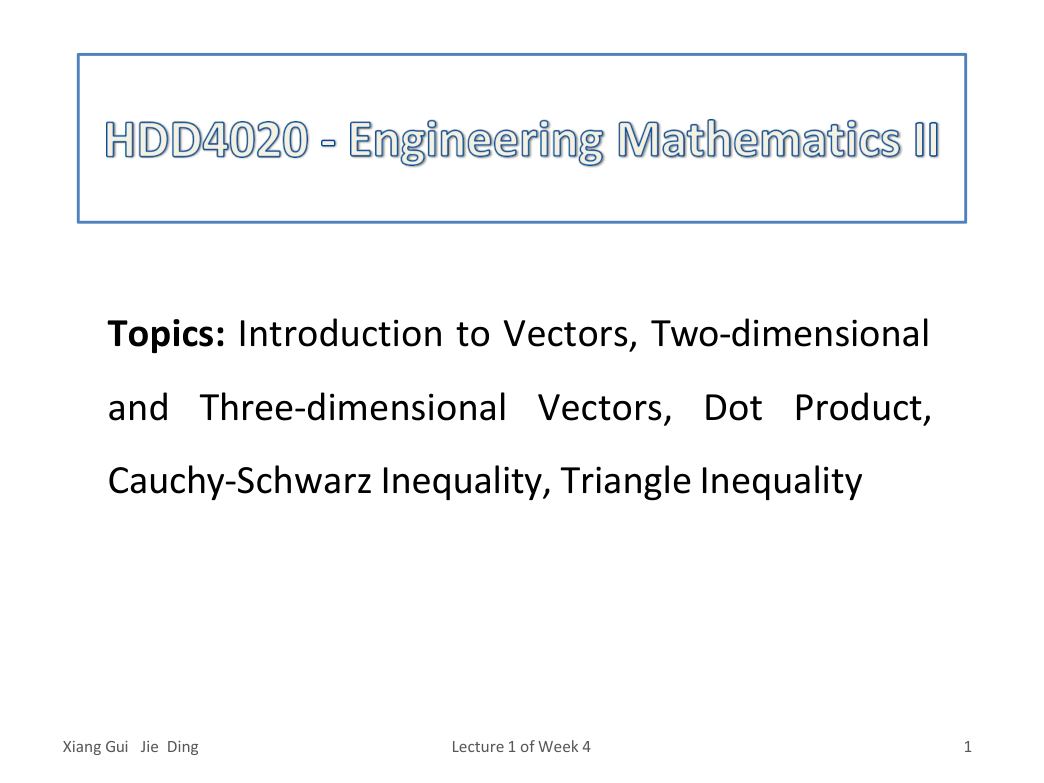 HDD4020 - Engineering Mathematics II
Topics: Introduction to Vectors, Two-dimensional
and Three-dimensional Vectors, Dot Product,
Cauchy-Schwarz Inequality, Triangle Inequality
Xiang Gui Jie Ding Lecture 1 of Week 4 1